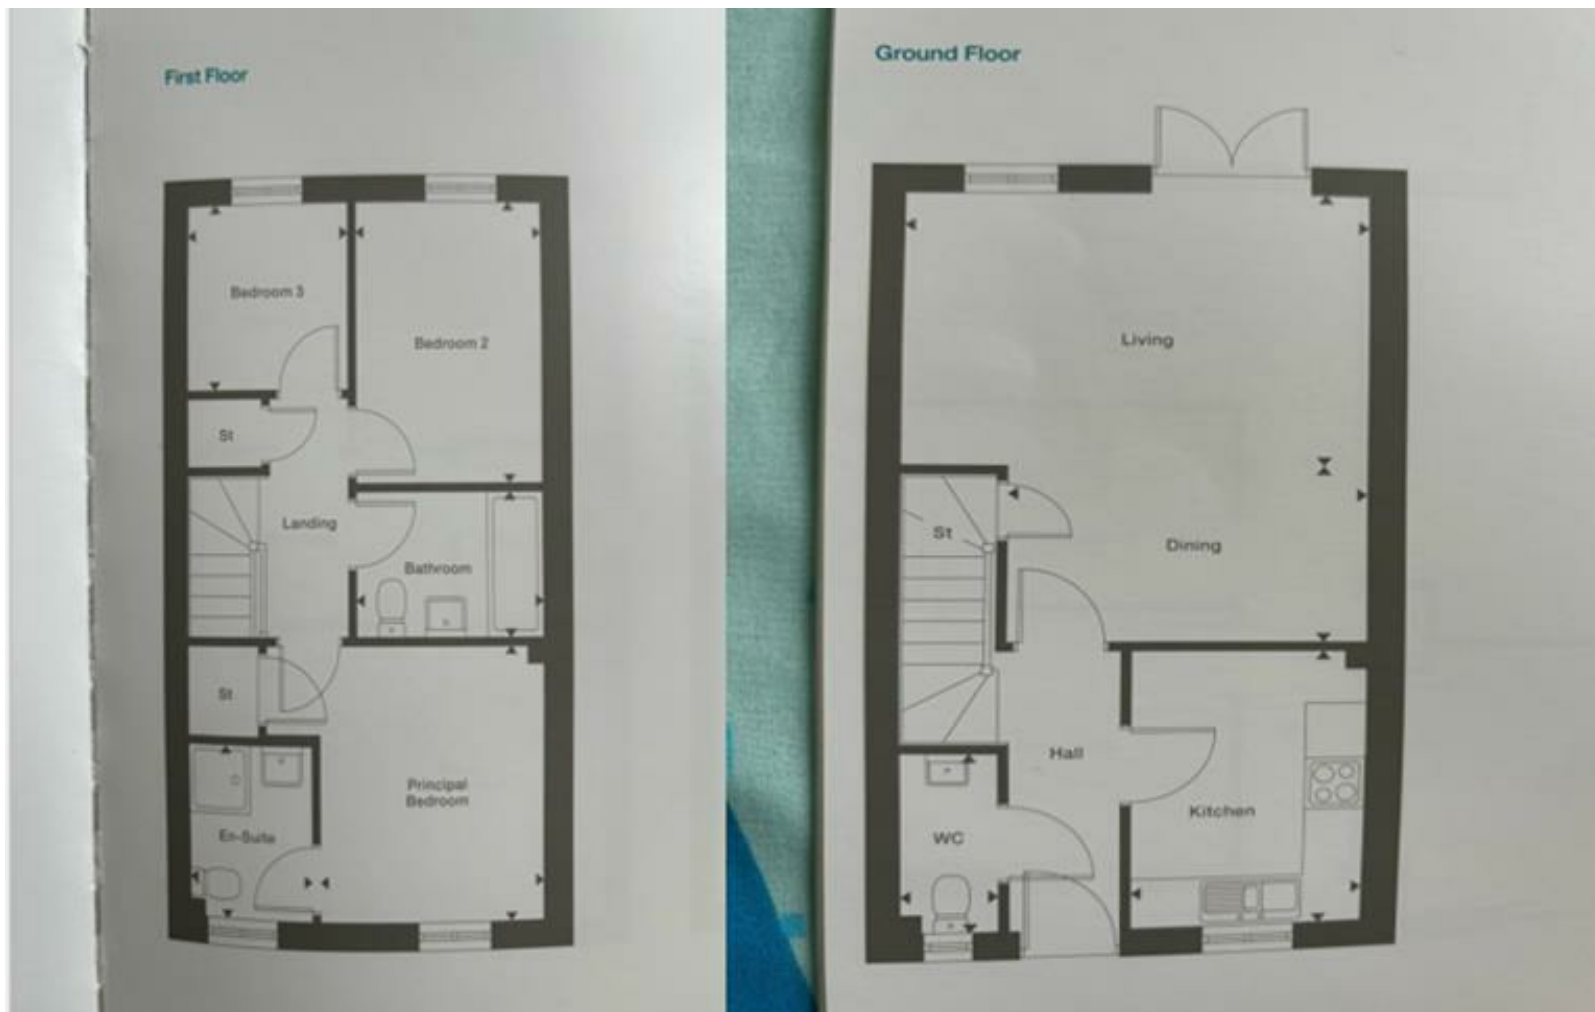 First Floor
Bedroom 3
Bedroom 2
St
Landing
Bathroom
St
Principal
Bedroom
En-Suite
Ground Floor
Living
St
Dining
Hall
Kitchen
WC